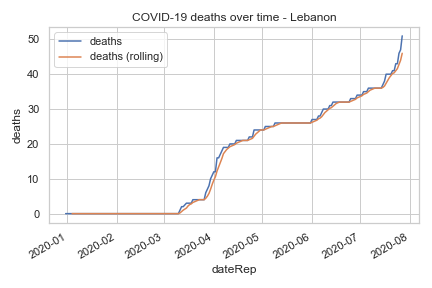 COVID-19 deaths over time - Lebanon
deaths
deaths (rolling)
50
40
30
20
10
0
deaths
2020-01
2020-02
2020-03
2020-04
2020-05
2020-06
2020-07
2020-08
dateRep